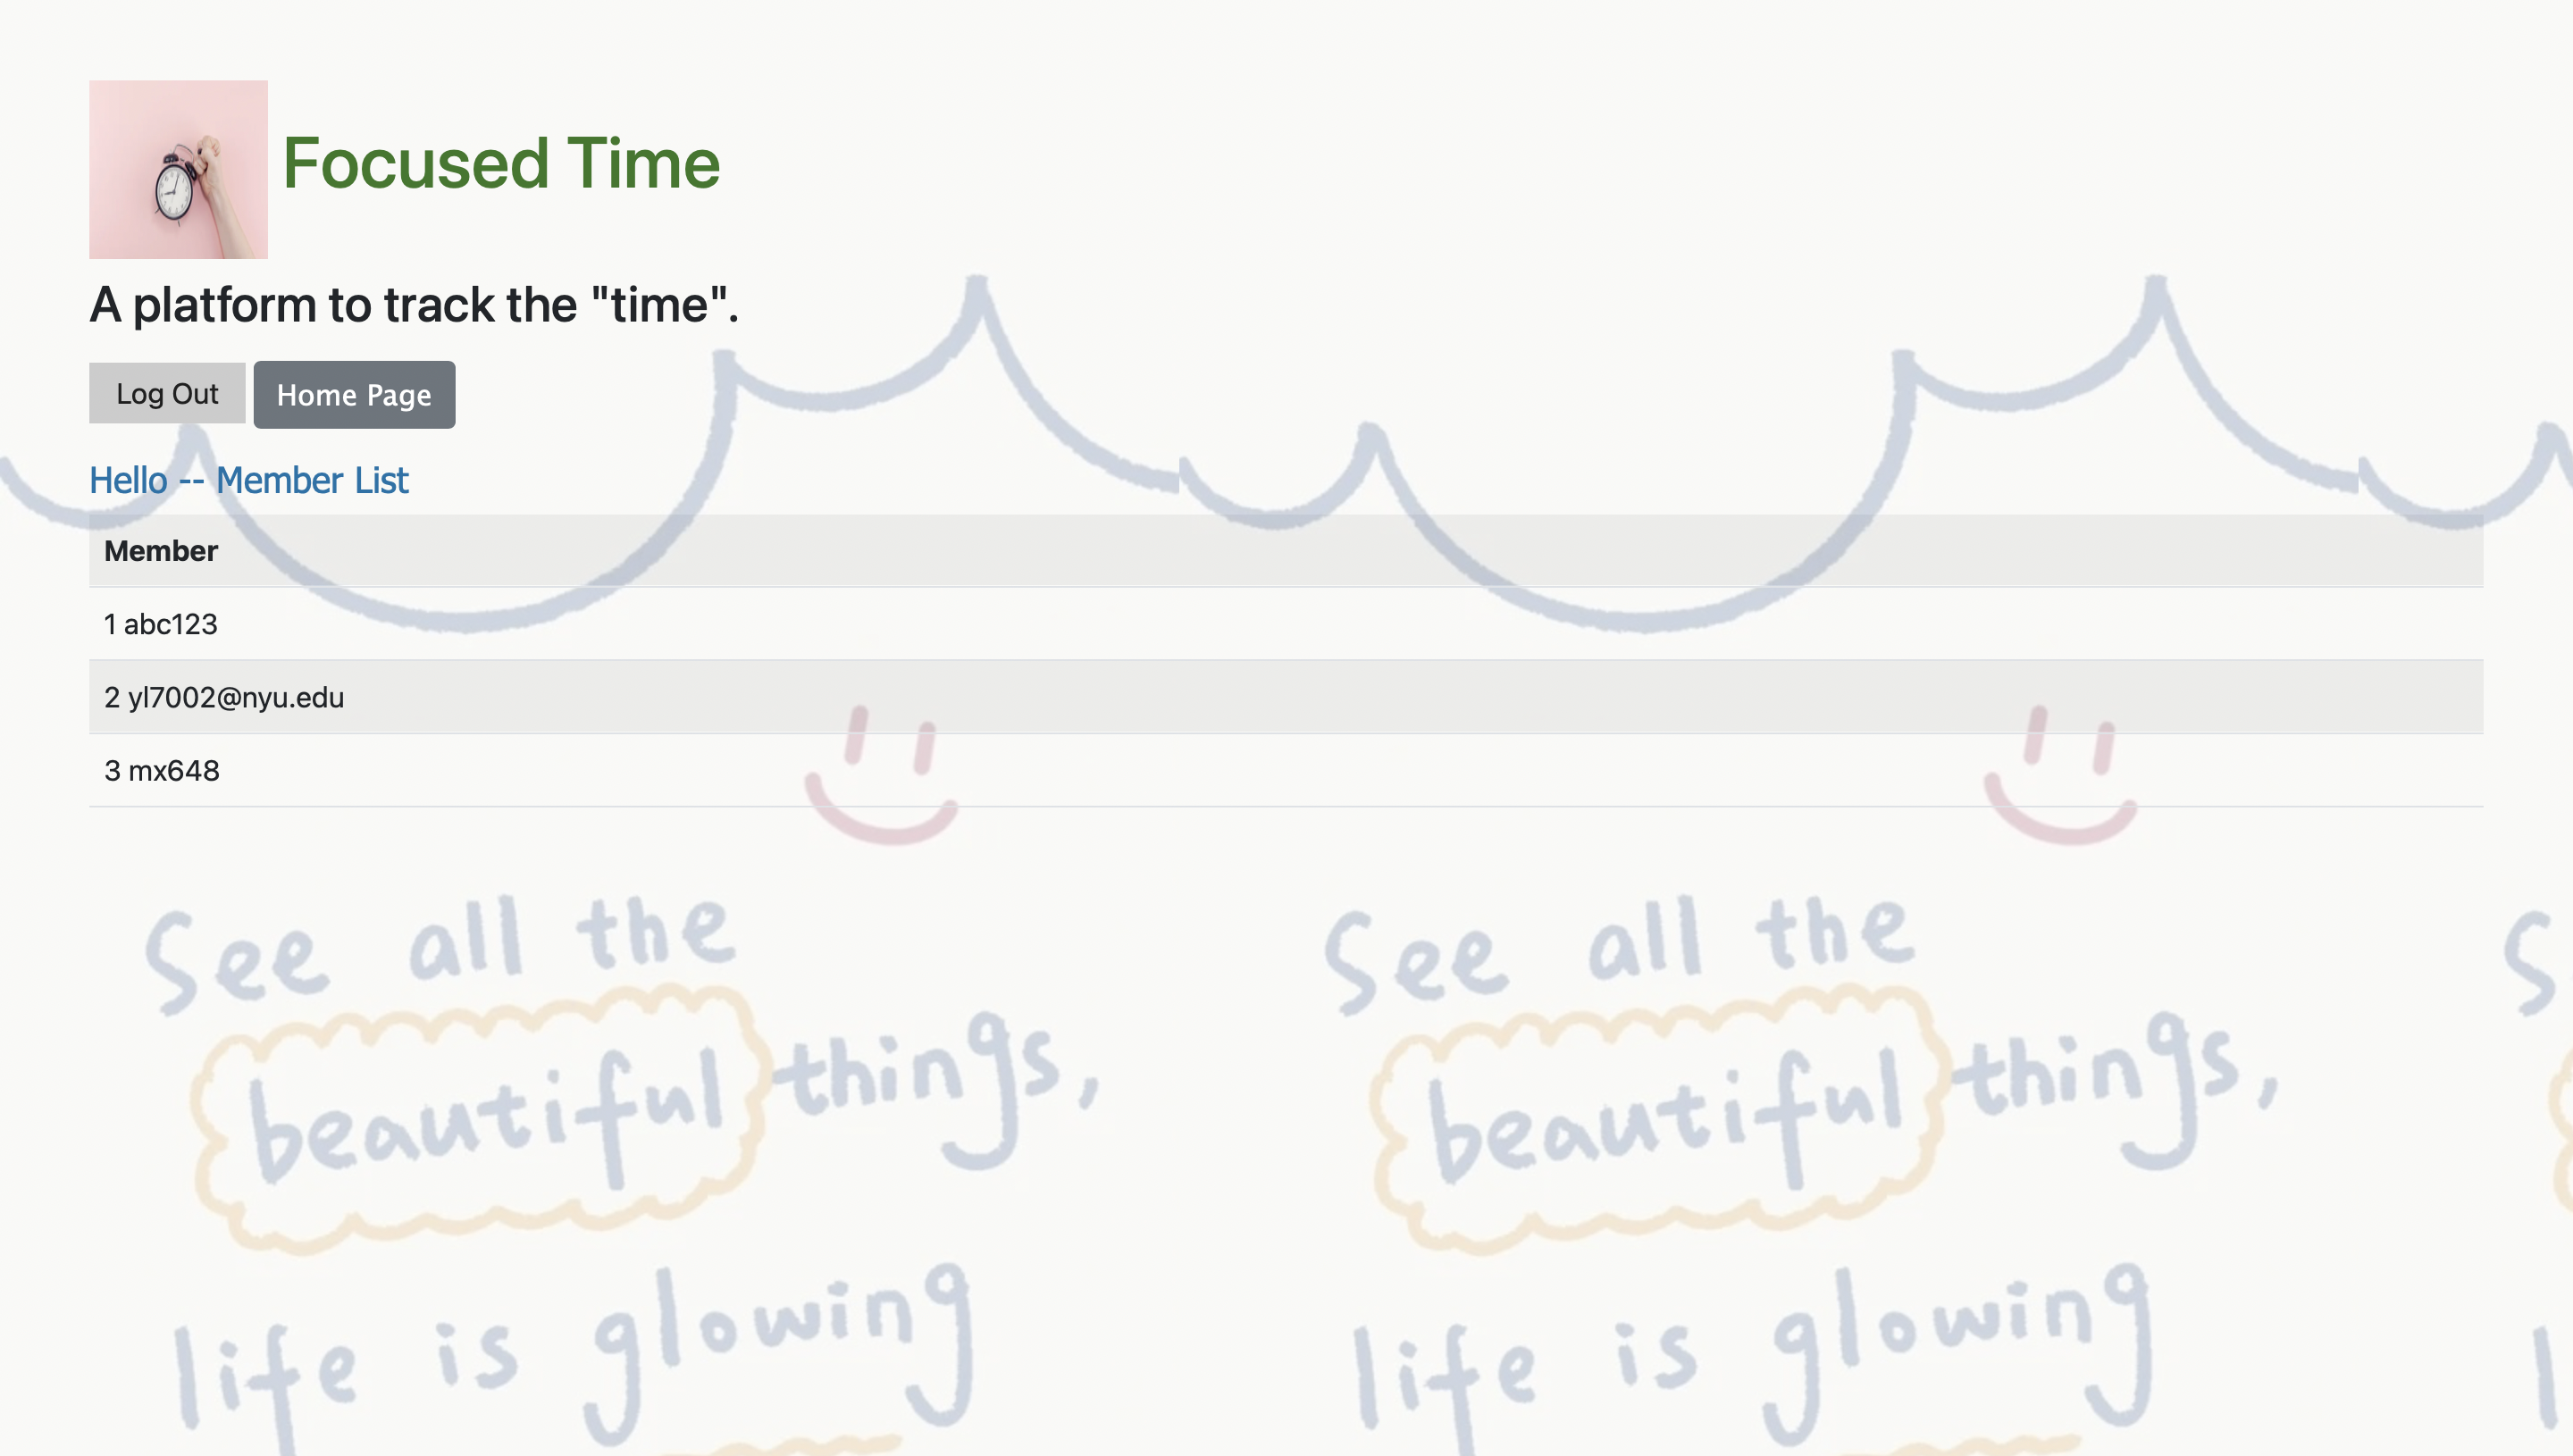 Focused Time
A platform to track the "time".
Log Out Home Page
Hello -- Member List
Member
1 abc123
2 yl7002@nyu.edu
3 mx648
See all the
beautiful things,
life is glowing
See all the
beautiful things,
life is glowing
S
l